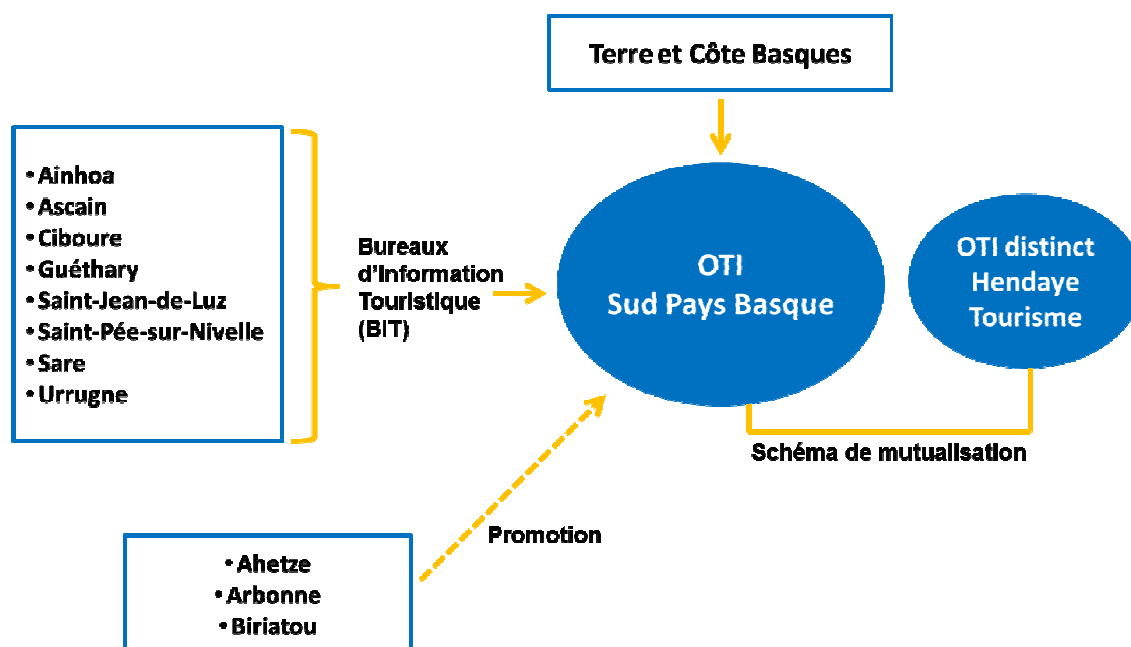 Terre et Côte Basques
• Ainhoa
• Ascain
• Ciboure
• Guéthary
• Saint-Jean-de-Luz
• Saint-Pée-sur-Nivelle
• Sare
• Urrugne
Bureaux
d'Information
Touristique
(BIT)
OTI
Sud Pays Basque
OTI distinct
Hendaye
Tourisme
Schéma de mutualisation
Promotion
• Ahetze
• Arbonne
• Biriatou